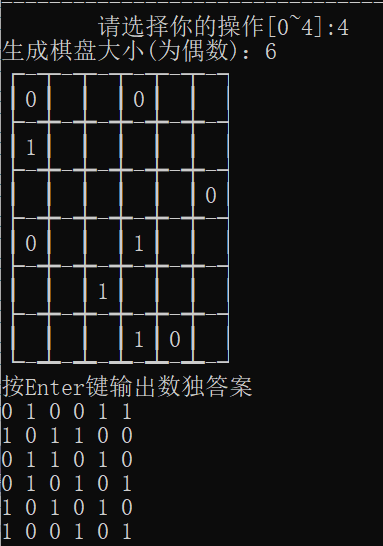 请选择你的操作[0~4]:4
生成棋盘大小(为偶数): 6
0 0
1
0
0 1
1
1 0
按Enter键输出数独答案
0 1 0 0 1 1
1 0 1 1 0 0
0 1 1 0 1 0
0 1 0 1 0 1
1 0 1 0 1 0
1 0 0 1 0 1